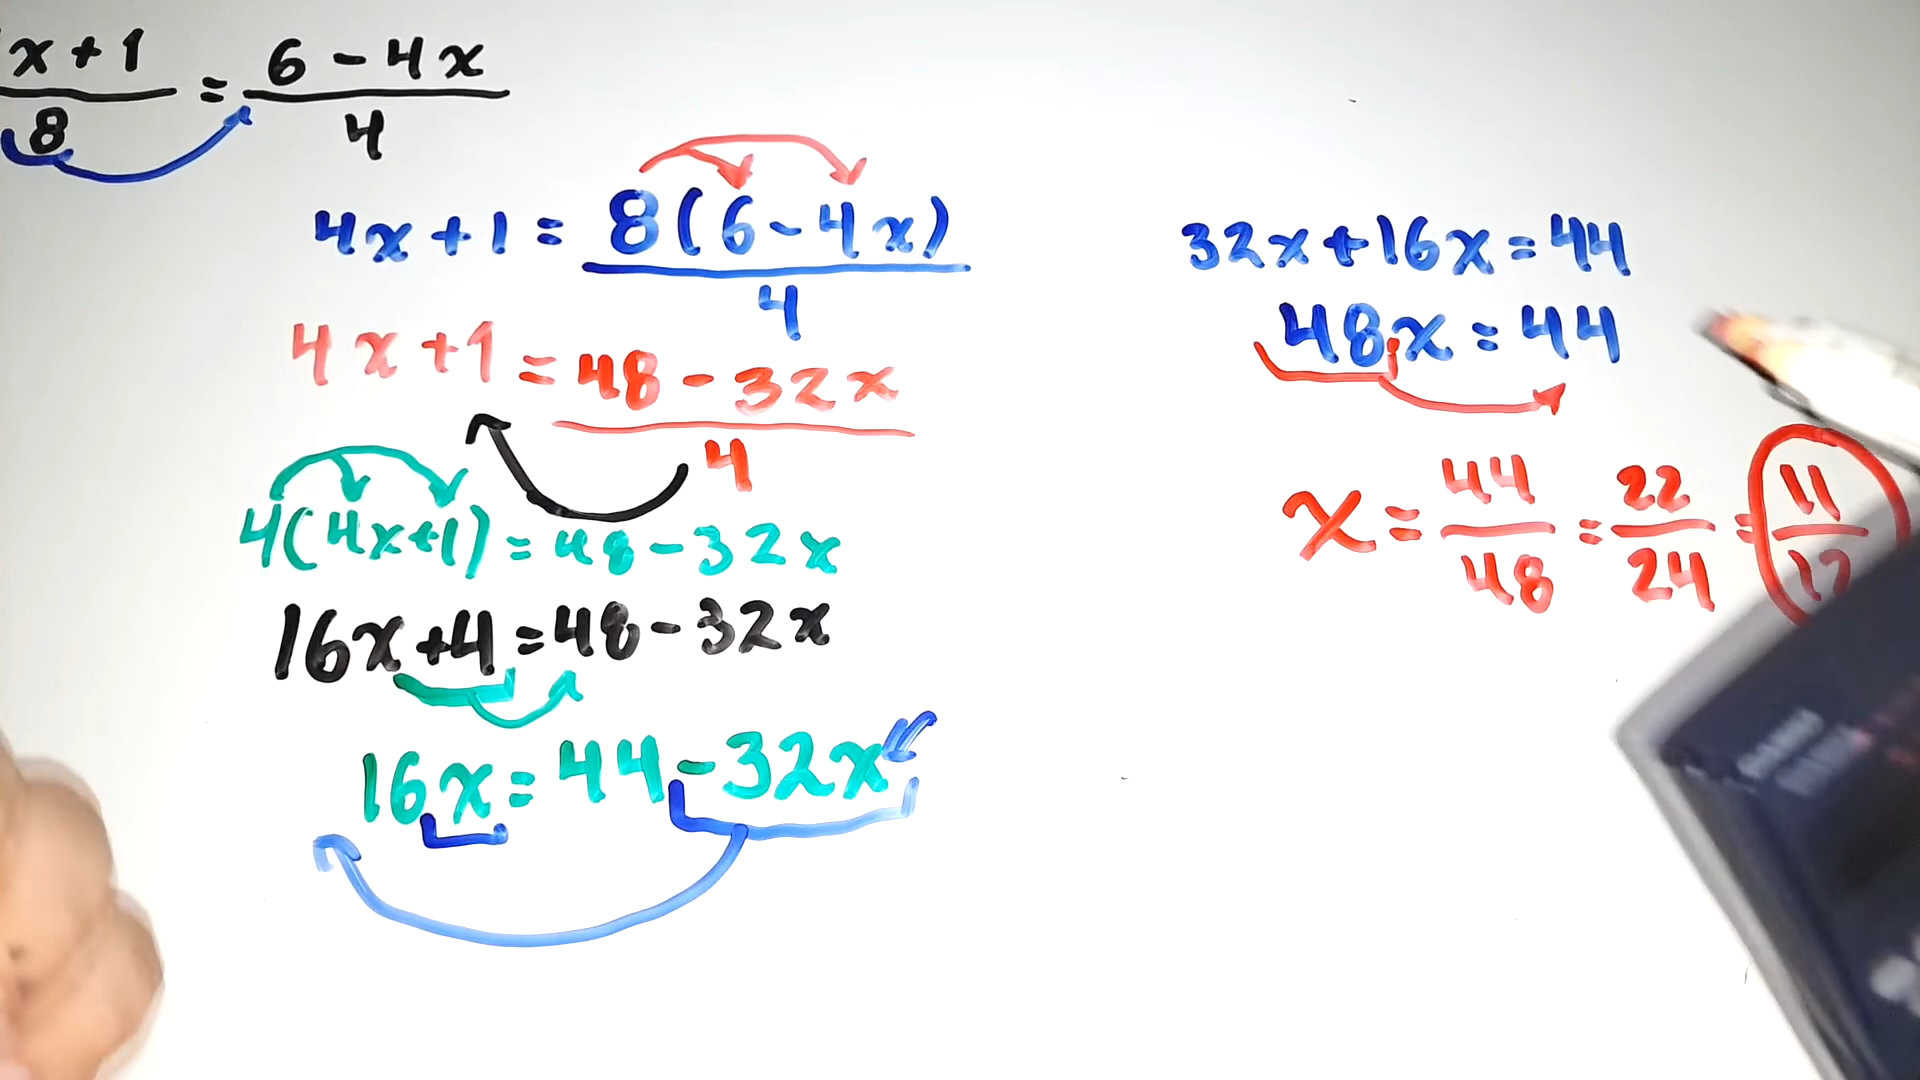 x + 1 / 8 = 6 - 4x / 4
4x + 1 = 8(6 - 4x) / 4
4x + 1 = 48 - 32x / 4
4(4x+1) = 48 - 32x
16x + 4 = 48 - 32x
16x = 44 - 32x
32x + 16x = 44
48x = 44
x = 44/48 = 22/24 = 11/12